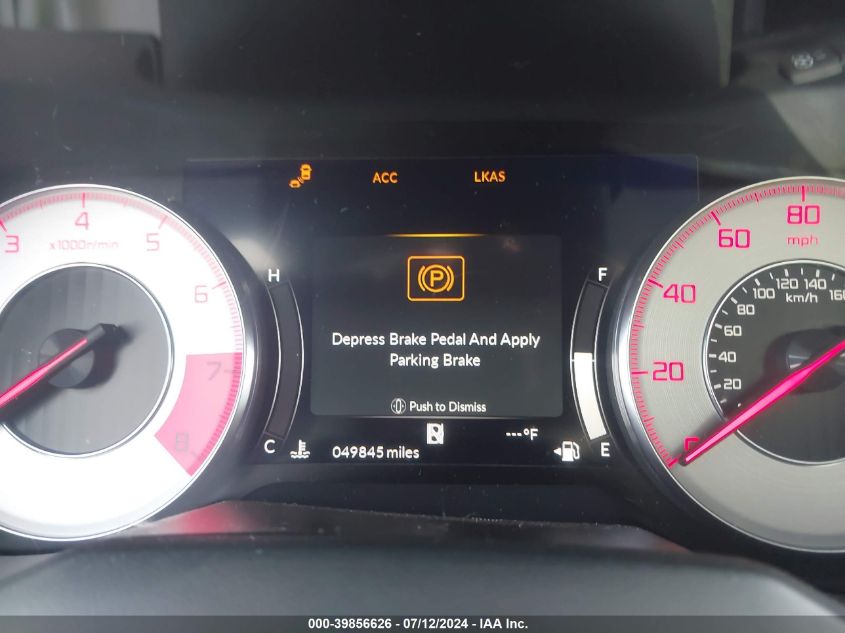 ACC LKAS
3 4 5 6 7 8
x1000r/min
H F
P
Depress Brake Pedal And Apply
Parking Brake
Push to Dismiss
C E
N
---°F
049845 miles
80
60
mph
40
20
0
160
140
120
100
80
60
40
20
km/h
000-39856626 - 07/12/2024 - IAA Inc.